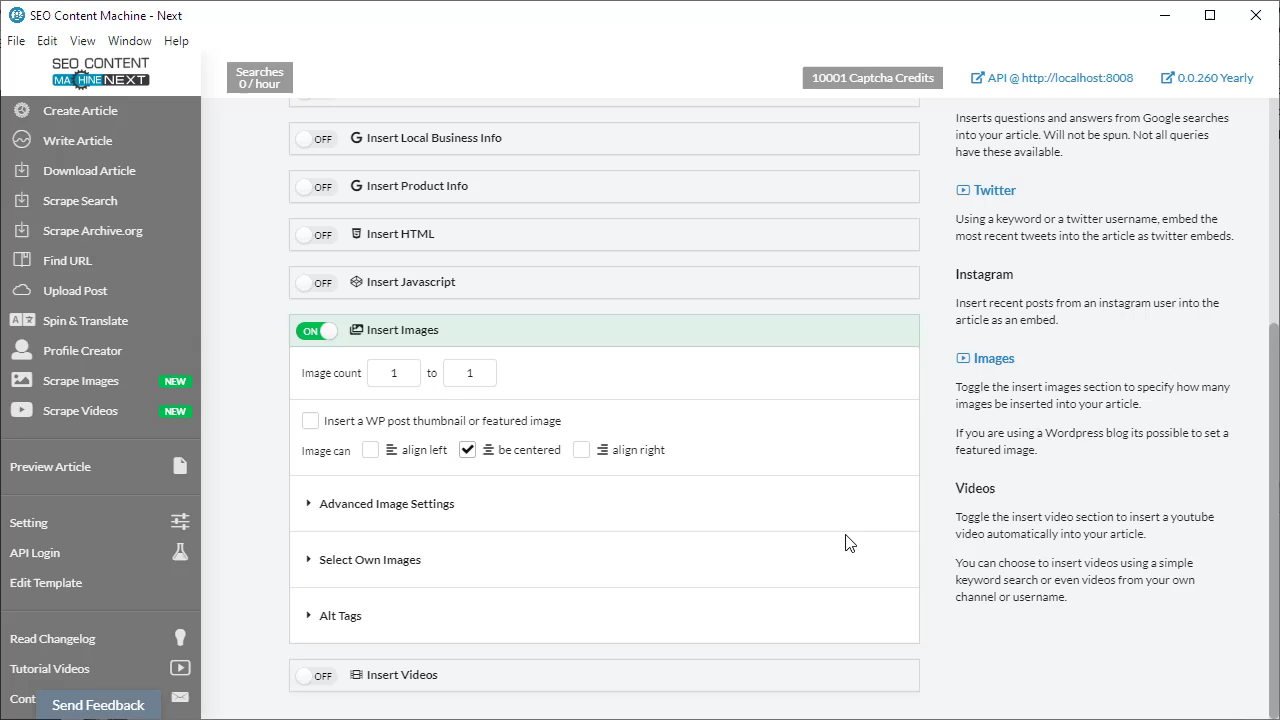 SEO Content Machine - Next
File Edit View Window Help
SEO CONTENT
MACHINE NEXT
Searches
0 / hour
10001 Captcha Credits
API @ http://localhost:8008
0.0.260 Yearly
Create Article
Write Article
Download Article
Scrape Search
Scrape Archive.org
Find URL
Upload Post
Spin & Translate
Profile Creator
Scrape Images NEW
Scrape Videos NEW
Preview Article
Setting
API Login
Edit Template
Read Changelog
Tutorial Videos
Cont
Send Feedback
OFF Insert Local Business Info
OFF Insert Product Info
OFF Insert HTML
OFF Insert Javascript
ON Insert Images
Image count 1 to 1
Insert a WP post thumbnail or featured image
Image can align left be centered align right
Advanced Image Settings
Select Own Images
Alt Tags
OFF Insert Videos
Inserts questions and answers from Google searches
into your article. Will not be spun. Not all queries
have these available.
Twitter
Using a keyword or a twitter username, embed the
most recent tweets into the article as twitter embeds.
Instagram
Insert recent posts from an instagram user into the
article as an embed.
Images
Toggle the insert images section to specify how many
images be inserted into your article.
If you are using a Wordpress blog its possible to set a
featured image.
Videos
Toggle the insert video section to insert a youtube
video automatically into your article.
You can choose to insert videos using a simple
keyword search or even videos from your own
channel or username.